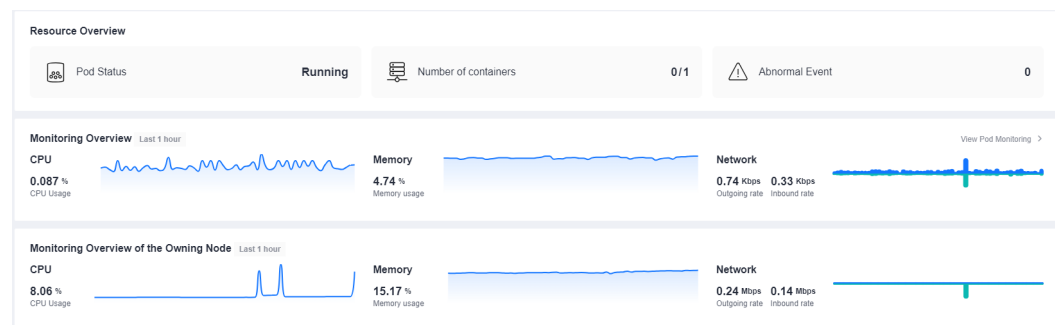 Resource Overview
Pod Status Running Number of containers 0/1 Abnormal Event 0
Monitoring Overview Last 1 hour View Pod Monitoring >
CPU Memory Network
0.087 % 4.74 % 0.74 Kbps 0.33 Kbps
CPU Usage Memory usage Outgoing rate Inbound rate
Monitoring Overview of the Owning Node Last 1 hour
CPU Memory Network
8.06 % 15.17 % 0.24 Mbps 0.14 Mbps
CPU Usage Memory usage Outgoing rate Inbound rate